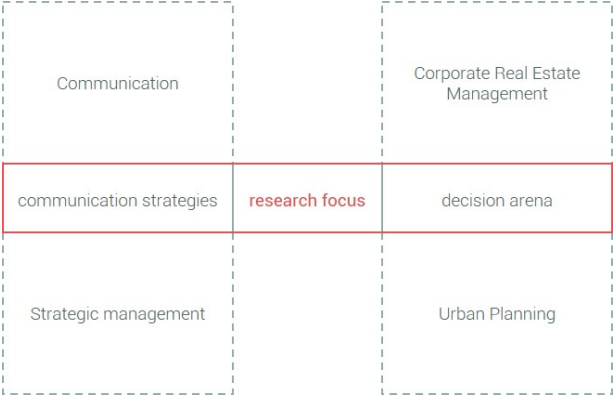 Communication
Corporate Real Estate
Management
communication strategies
research focus
decision arena
Strategic management
Urban Planning